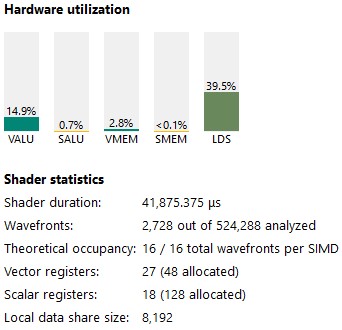 Hardware utilization
14.9% 0.7% 2.8% <0.1% 39.5%
VALU SALU VMEM SMEM LDS
Shader statistics
Shader duration: 41,875.375 µs
Wavefronts: 2,728 out of 524,288 analyzed
Theoretical occupancy: 16 / 16 total wavefronts per SIMD
Vector registers: 27 (48 allocated)
Scalar registers: 18 (128 allocated)
Local data share size: 8,192